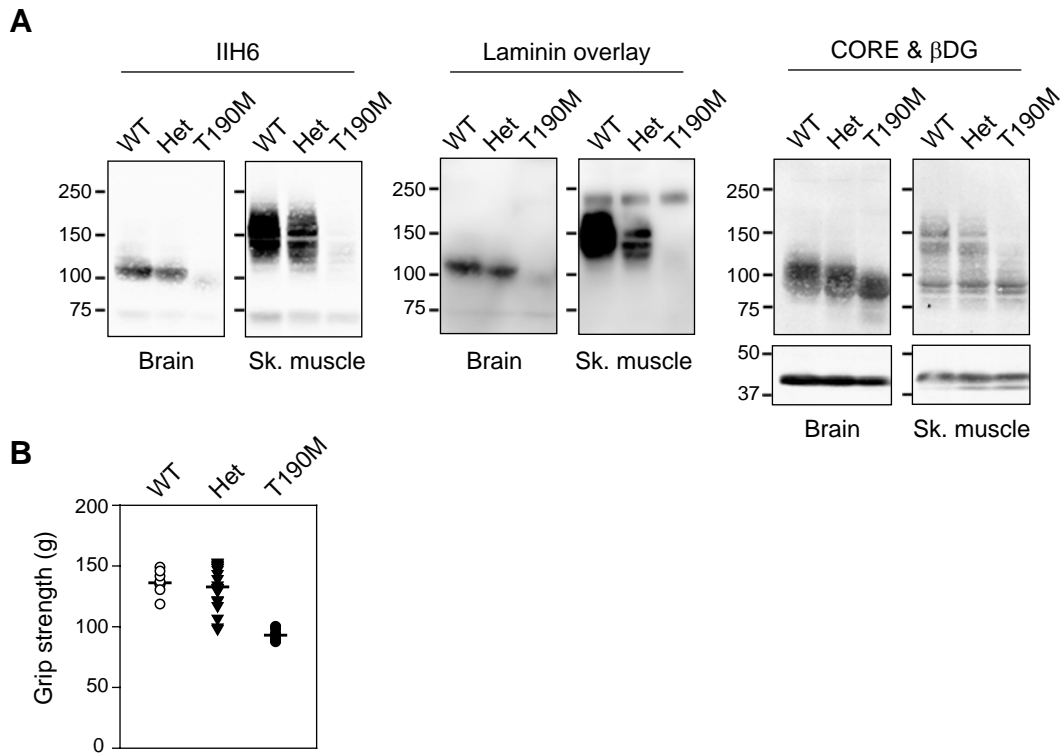 A
IIH6
Laminin overlay
CORE & βDG
WT Het T190M WT Het T190M
WT Het T190M WT Het T190M
WT Het T190M WT Het T190M
250
150
100
75
Brain
Sk. muscle
250
150
100
75
Brain
Sk. muscle
250
150
100
75
50
37
Brain
Sk. muscle
B
WT Het T190M
Grip strength (g)
200
150
100
50
0